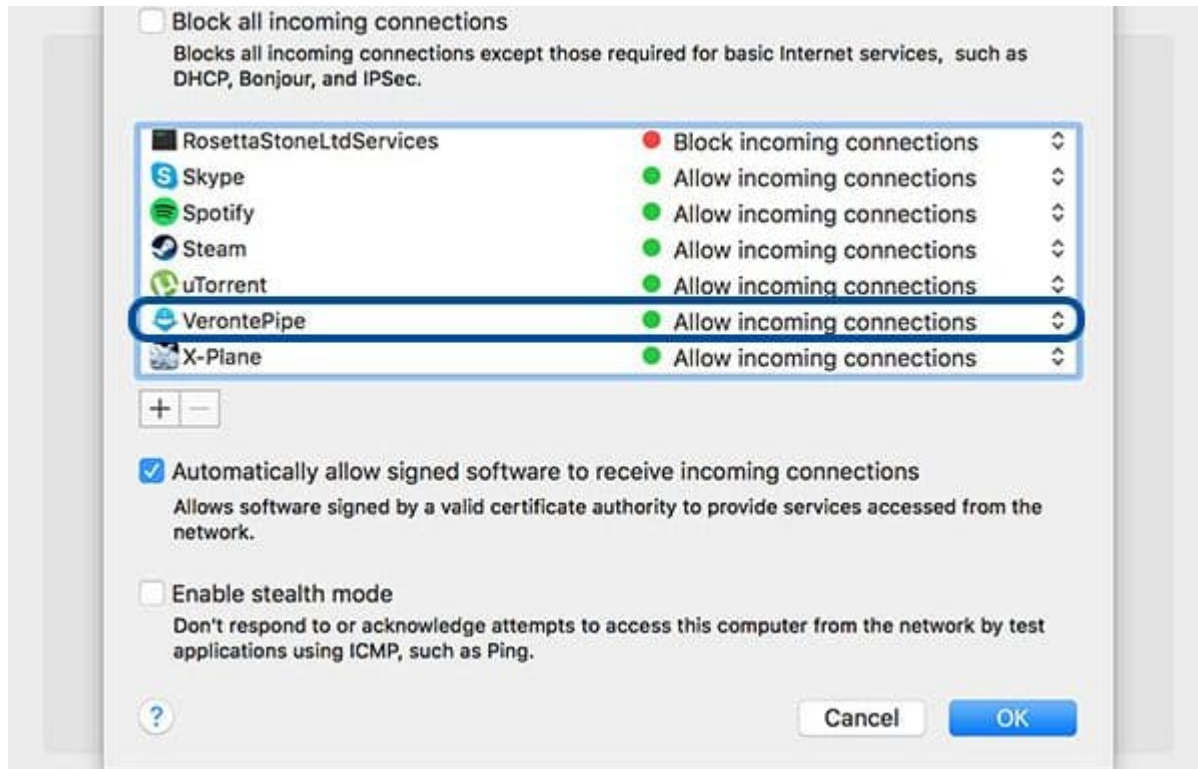 Block all incoming connections
Blocks all incoming connections except those required for basic Internet services, such as
DHCP, Bonjour, and IPSec.
RosettaStoneLtdServices Block incoming connections
Skype Allow incoming connections
Spotify Allow incoming connections
Steam Allow incoming connections
uTorrent Allow incoming connections
VerontePipe Allow incoming connections
X-Plane Allow incoming connections
+ −
Automatically allow signed software to receive incoming connections
Allows software signed by a valid certificate authority to provide services accessed from the
network.
Enable stealth mode
Don't respond to or acknowledge attempts to access this computer from the network by test
applications using ICMP, such as Ping.
? Cancel OK